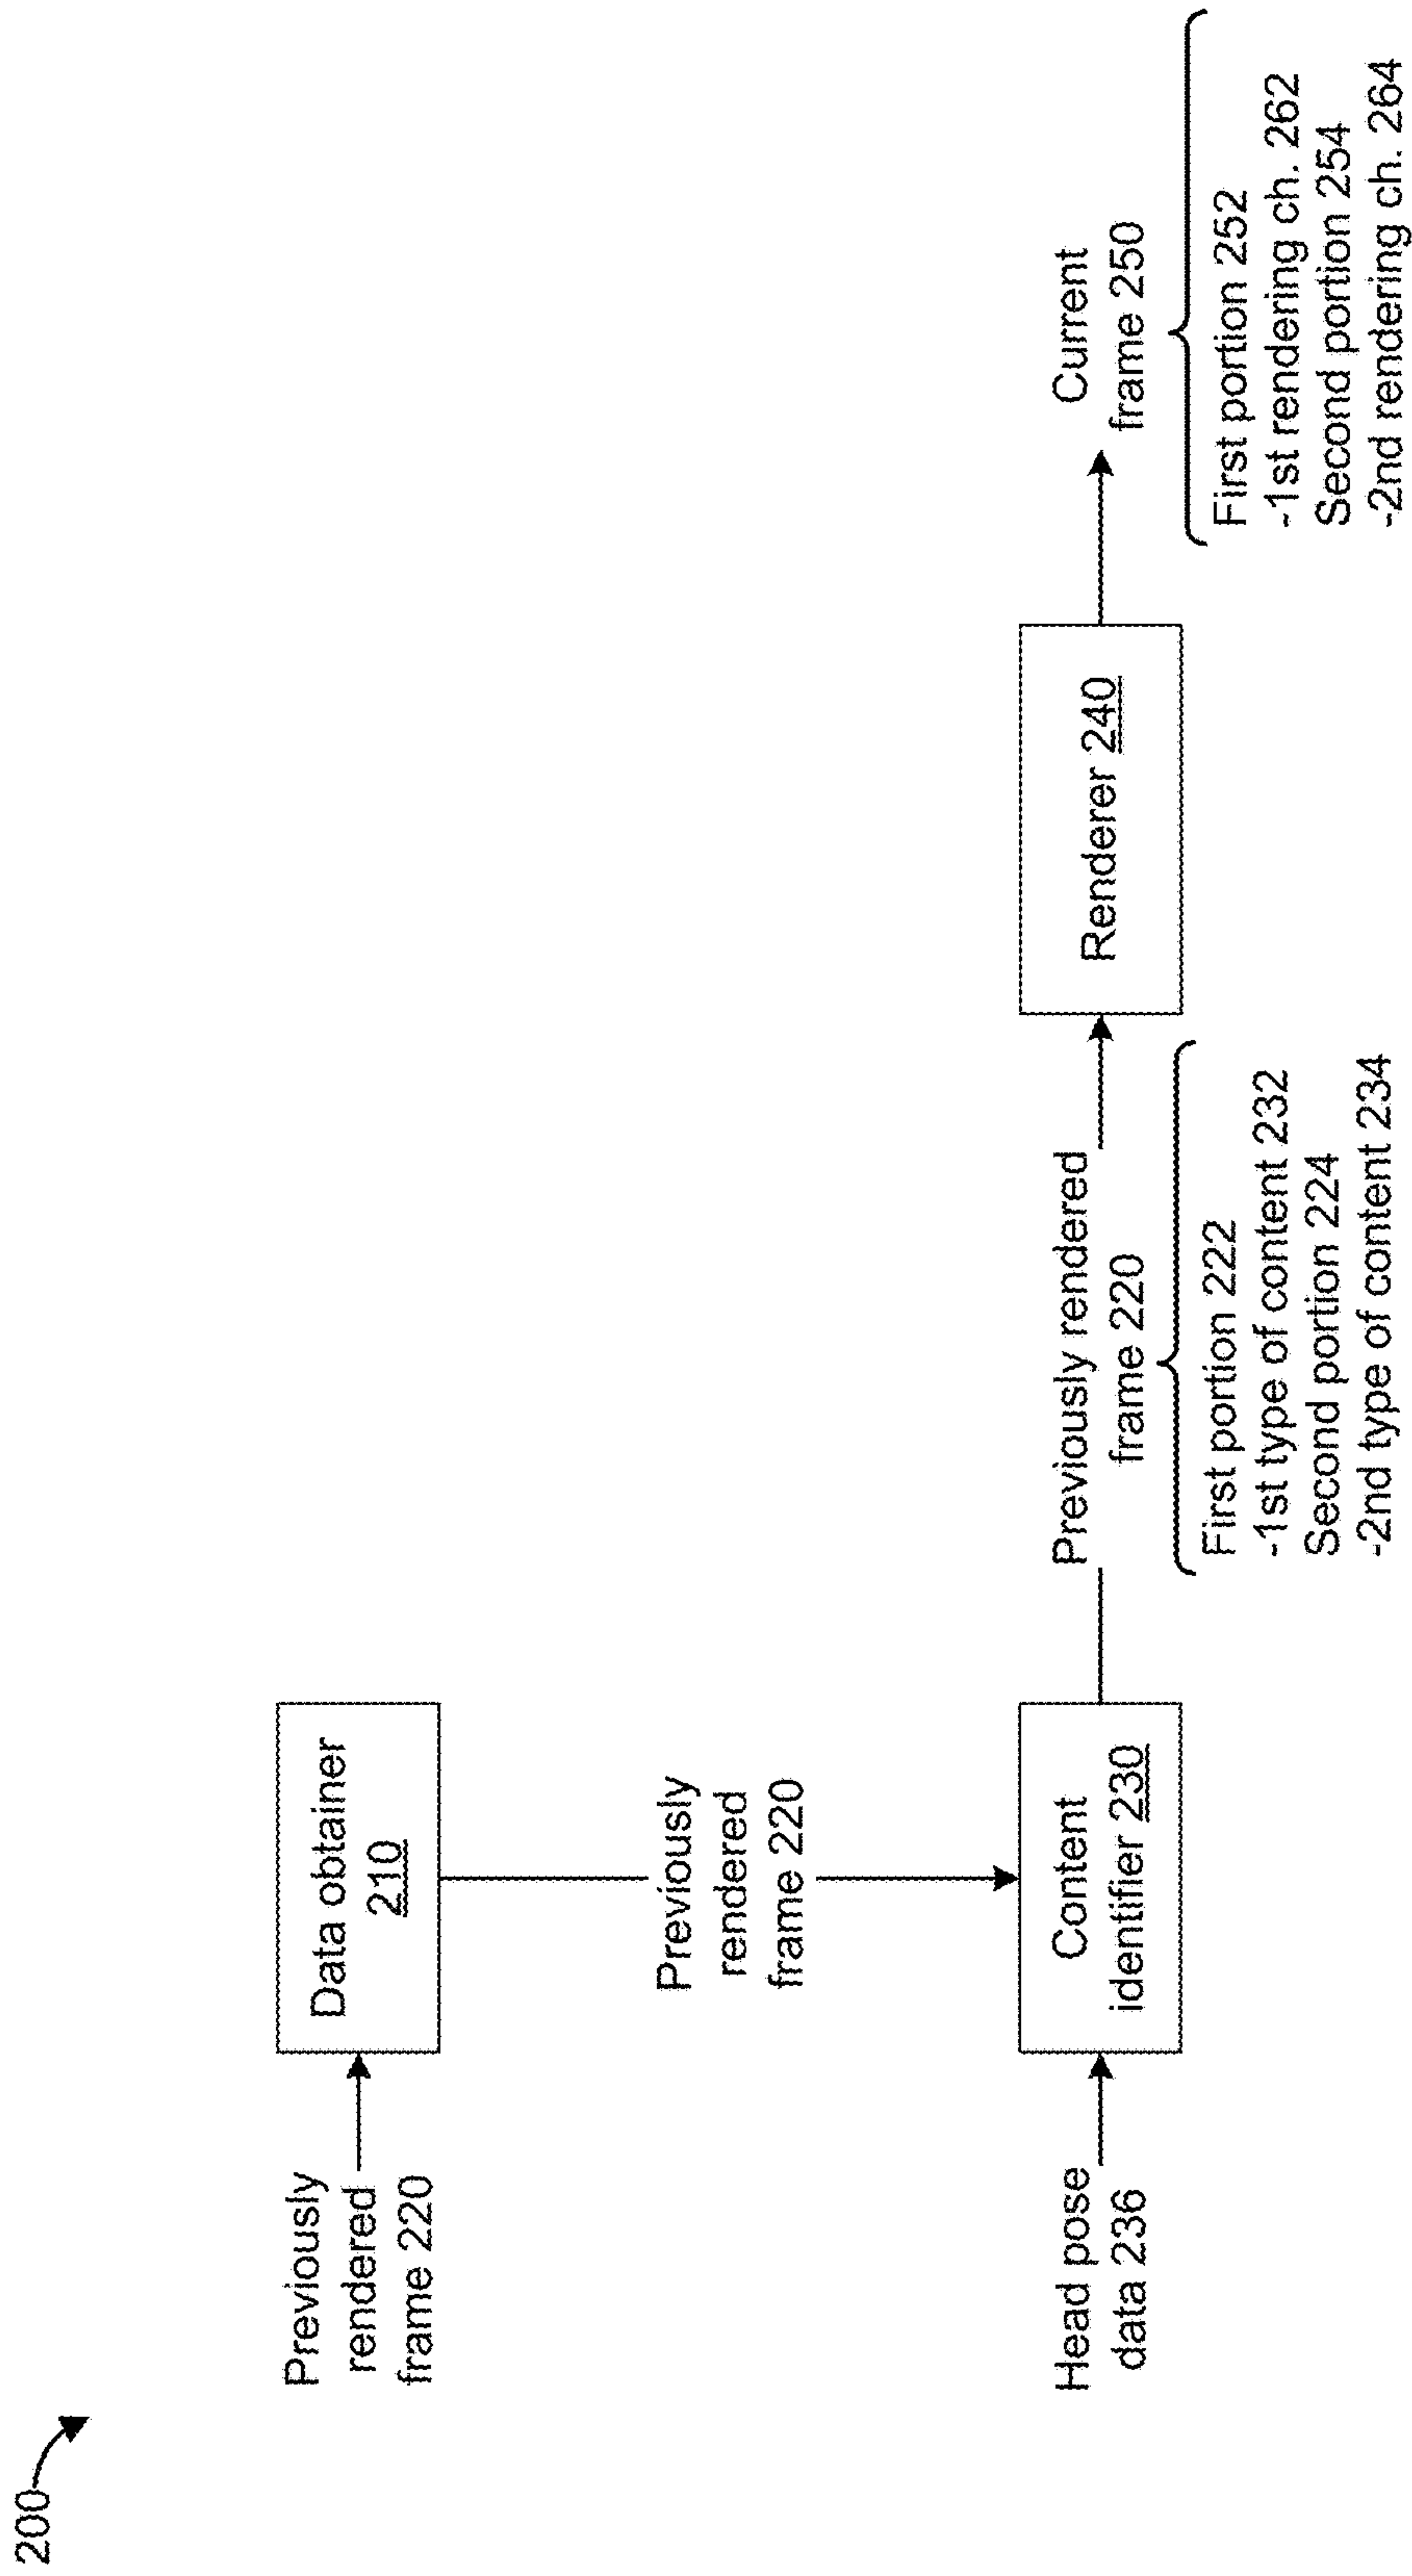 200
Previously
rendered
frame 220
Data obtainer
210
Previously
rendered
frame 220
Head pose
data 236
Content
identifier 230
Previously rendered
frame 220
First portion 222
-1st type of content 232
Second portion 224
-2nd type of content 234
Renderer 240
Current
frame 250
First portion 252
-1st rendering ch. 262
Second portion 254
-2nd rendering ch. 264